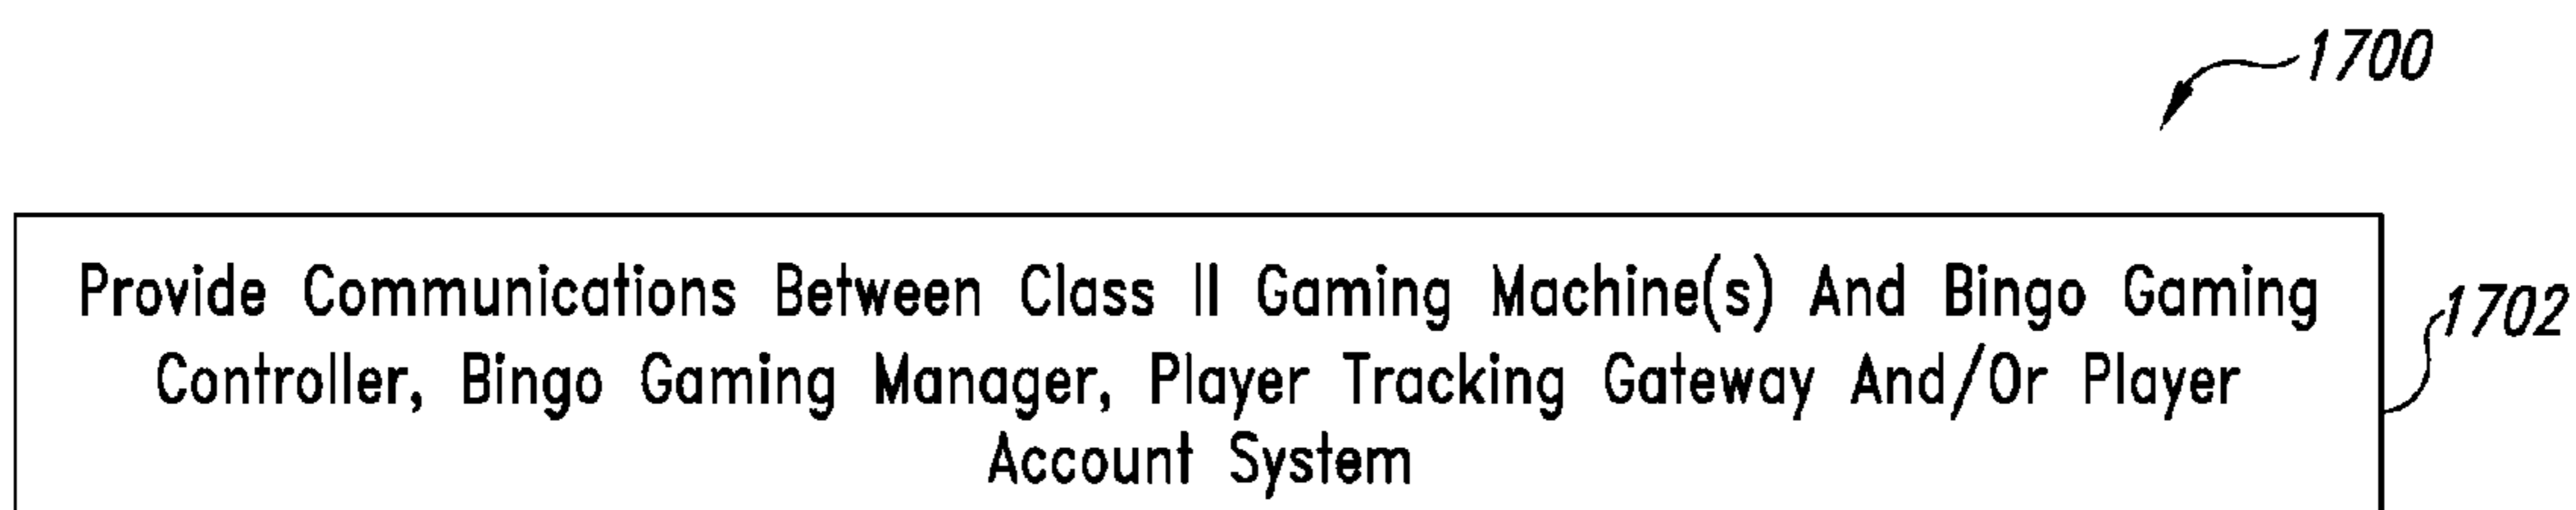 1700
Provide Communications Between Class II Gaming Machine(s) And Bingo Gaming
Controller, Bingo Gaming Manager, Player Tracking Gateway And/Or Player
Account System
1702